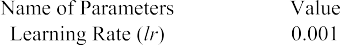 Name of Parameters Value
Learning Rate (lr) 0.001